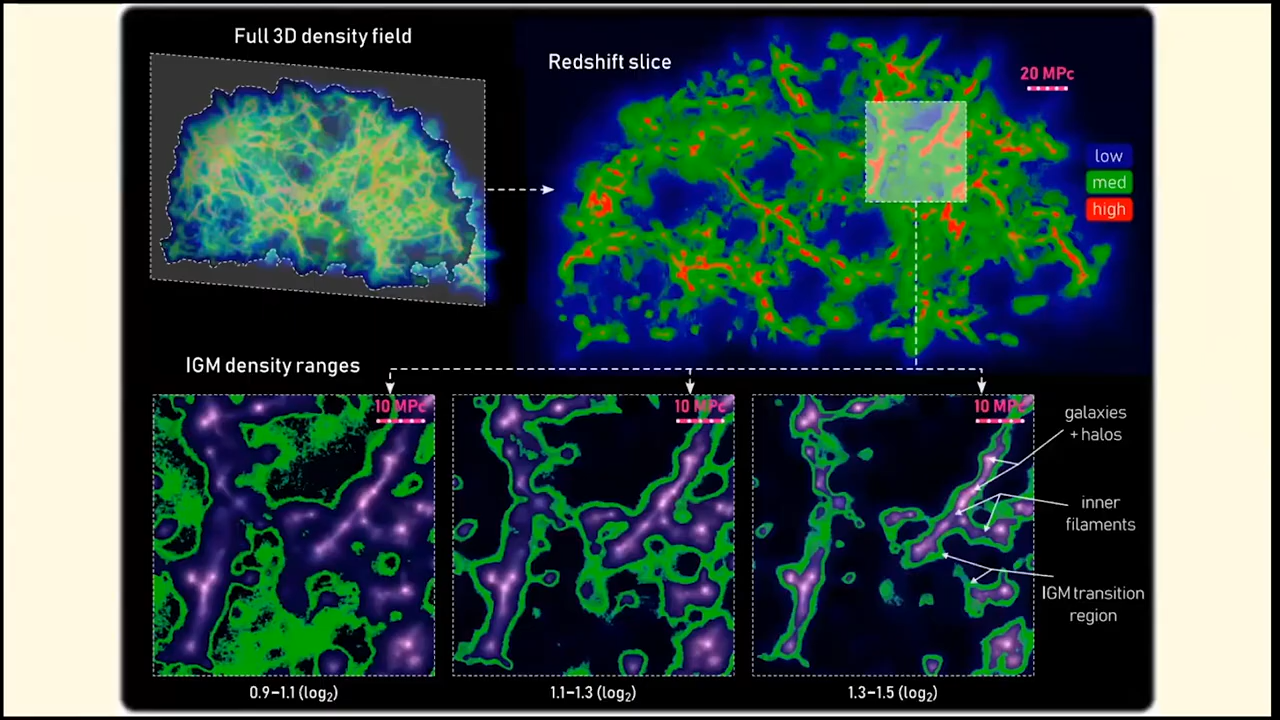 Full 3D density field
Redshift slice
20 MPc
low
med
high
IGM density ranges
10 MPc
10 MPc
10 MPc
galaxies
+ halos
inner
filaments
IGM transition
region
0.9–1.1 (log₂)
1.1–1.3 (log₂)
1.3–1.5 (log₂)